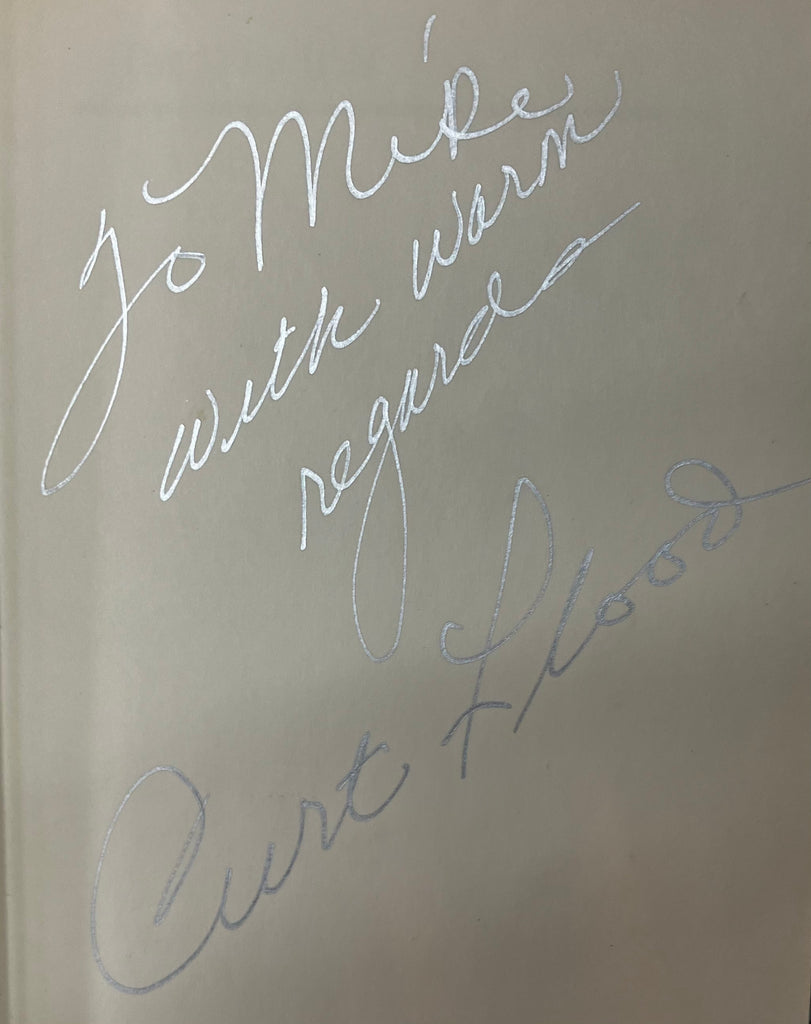 To Mike
with warm
regards
Curt Flood